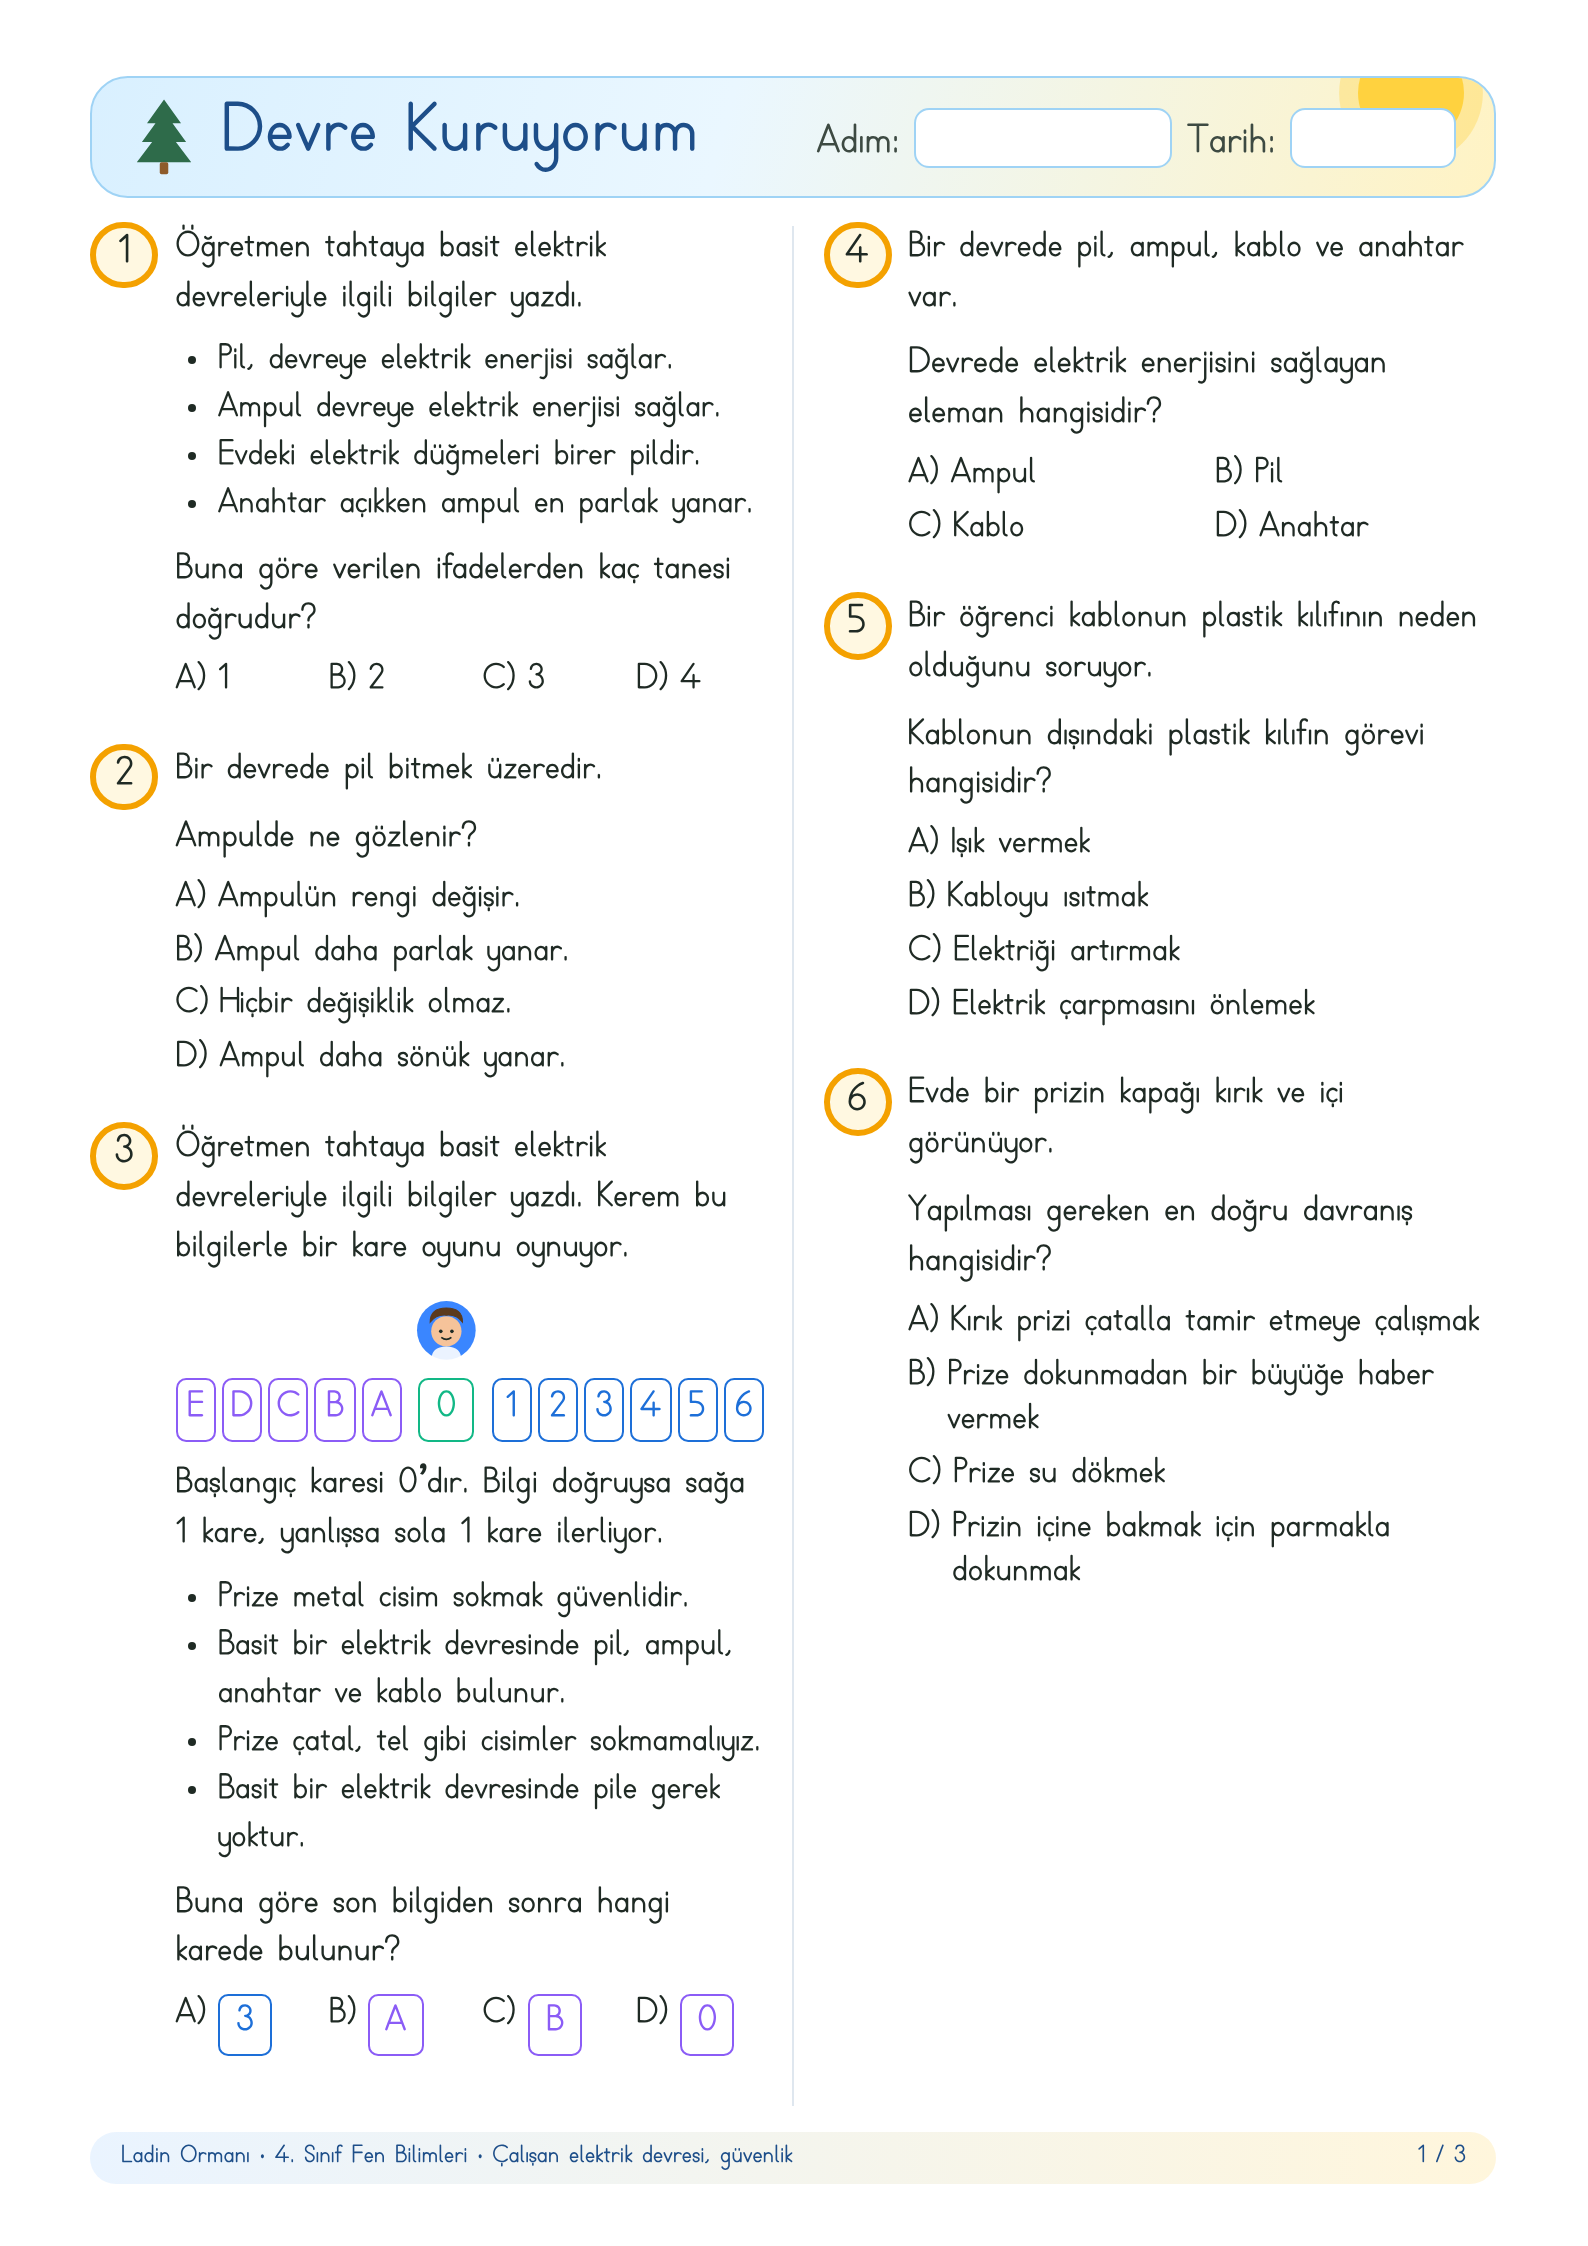 Devre Kuruyorum
Adım:
Tarih:
1
Öğretmen tahtaya basit elektrik
devreleriyle ilgili bilgiler yazdı.
• Pil, devreye elektrik enerjisi sağlar.
• Ampul devreye elektrik enerjisi sağlar.
• Evdeki elektrik düğmeleri birer pildir.
• Anahtar açıkken ampul en parlak yanar.
Buna göre verilen ifadelerden kaç tanesi
doğrudur?
A) 1 B) 2 C) 3 D) 4
2
Bir devrede pil bitmek üzeredir.
Ampulde ne gözlenir?
A) Ampulün rengi değişir.
B) Ampul daha parlak yanar.
C) Hiçbir değişiklik olmaz.
D) Ampul daha sönük yanar.
3
Öğretmen tahtaya basit elektrik
devreleriyle ilgili bilgiler yazdı. Kerem bu
bilgilerle bir kare oyunu oynuyor.
E D C B A 0 1 2 3 4 5 6
Başlangıç karesi 0’dır. Bilgi doğruysa sağa
1 kare, yanlışsa sola 1 kare ilerliyor.
• Prize metal cisim sokmak güvenlidir.
• Basit bir elektrik devresinde pil, ampul,
anahtar ve kablo bulunur.
• Prize çatal, tel gibi cisimler sokmamalıyız.
• Basit bir elektrik devresinde pile gerek
yoktur.
Buna göre son bilgiden sonra hangi
karede bulunur?
A) 3 B) A C) B D) 0
4
Bir devrede pil, ampul, kablo ve anahtar
var.
Devrede elektrik enerjisini sağlayan
eleman hangisidir?
A) Ampul B) Pil
C) Kablo D) Anahtar
5
Bir öğrenci kablonun plastik kılıfının neden
olduğunu soruyor.
Kablonun dışındaki plastik kılıfın görevi
hangisidir?
A) Işık vermek
B) Kabloyu ısıtmak
C) Elektriği artırmak
D) Elektrik çarpmasını önlemek
6
Evde bir prizin kapağı kırık ve içi
görünüyor.
Yapılması gereken en doğru davranış
hangisidir?
A) Kırık prizi çatalla tamir etmeye çalışmak
B) Prize dokunmadan bir büyüğe haber
vermek
C) Prize su dökmek
D) Prizin içine bakmak için parmakla
dokunmak
Ladin Ormanı • 4. Sınıf Fen Bilimleri • Çalışan elektrik devresi, güvenlik
1 / 3